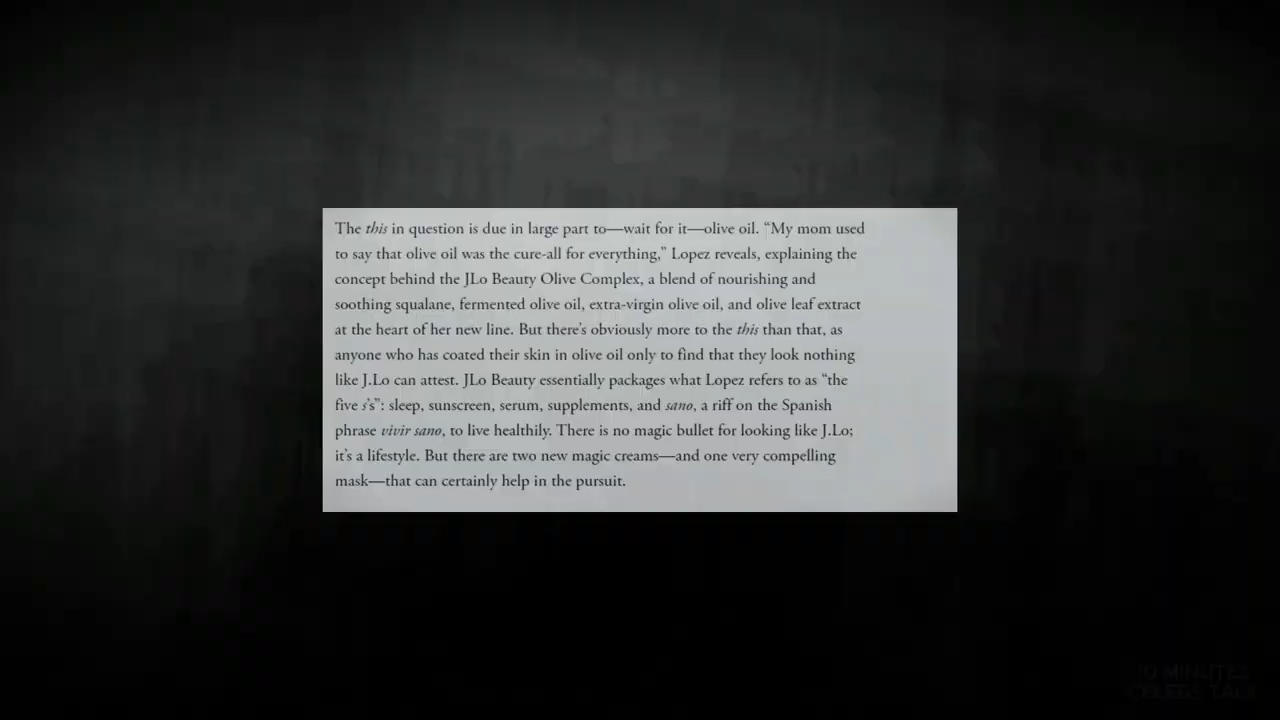 The this in question is due in large part to—wait for it—olive oil. “My mom used
to say that olive oil was the cure-all for everything,” Lopez reveals, explaining the
concept behind the JLo Beauty Olive Complex, a blend of nourishing and
soothing squalane, fermented olive oil, extra-virgin olive oil, and olive leaf extract
at the heart of her new line. But there’s obviously more to the this than that, as
anyone who has coated their skin in olive oil only to find that they look nothing
like J.Lo can attest. JLo Beauty essentially packages what Lopez refers to as “the
five s’s”: sleep, sunscreen, serum, supplements, and sano, a riff on the Spanish
phrase vivir sano, to live healthily. There is no magic bullet for looking like J.Lo;
it’s a lifestyle. But there are two new magic creams—and one very compelling
mask—that can certainly help in the pursuit.
MINUTES
CELEBS TALK